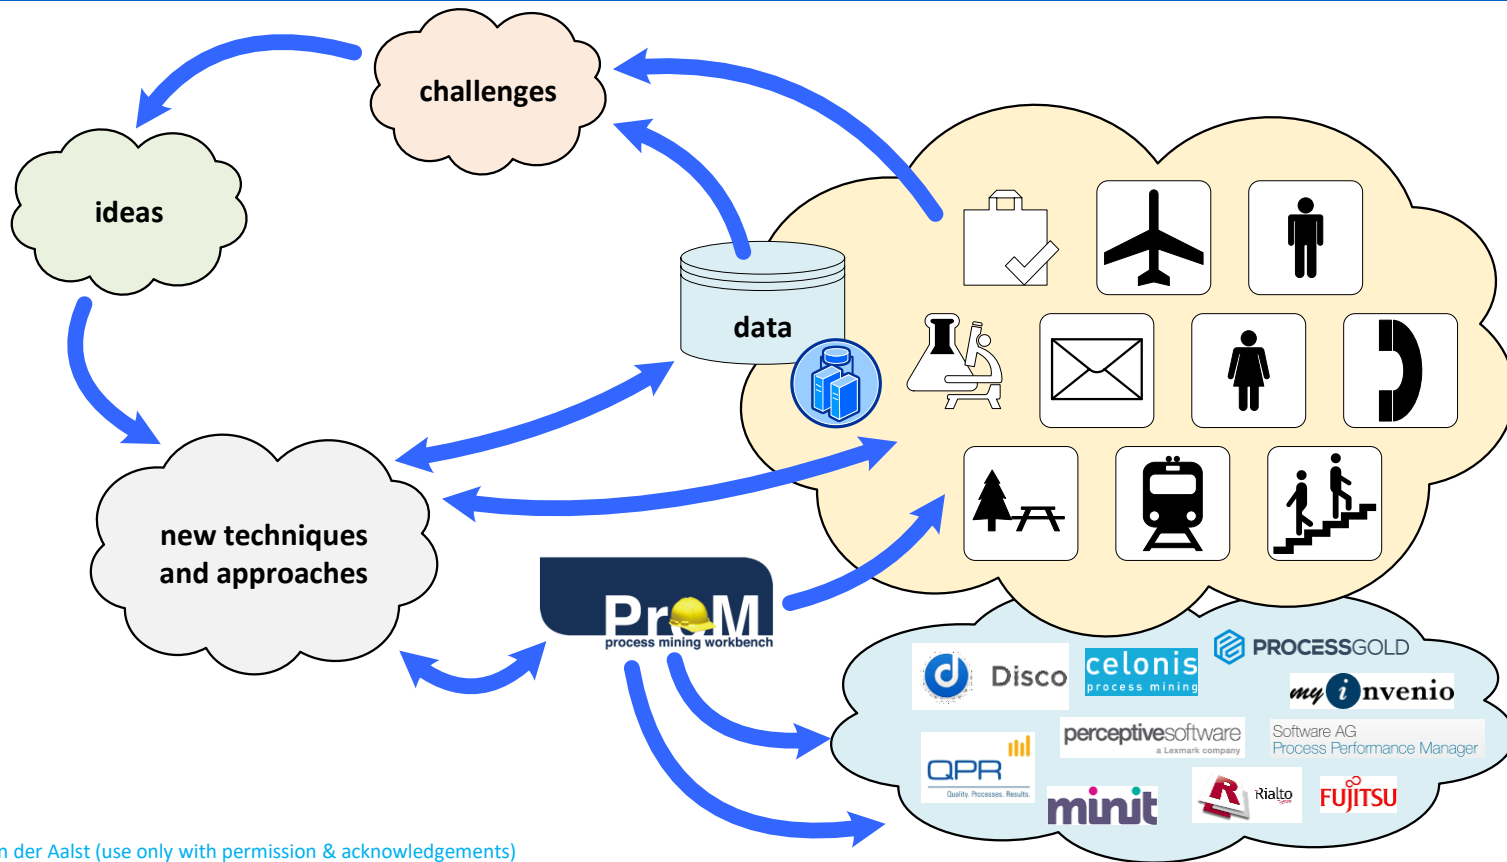 challenges
ideas
data
new techniques
and approaches
ProM
process mining workbench
Disco
celonis
process mining
PROCESSGOLD
my invenio
perceptivesoftware
a Lexmark company
Software AG
Process Performance Manager
QPR
Quality. Processes. Results.
minit
R Rialto
FUJITSU
der Aalst (use only with permission & acknowledgements)